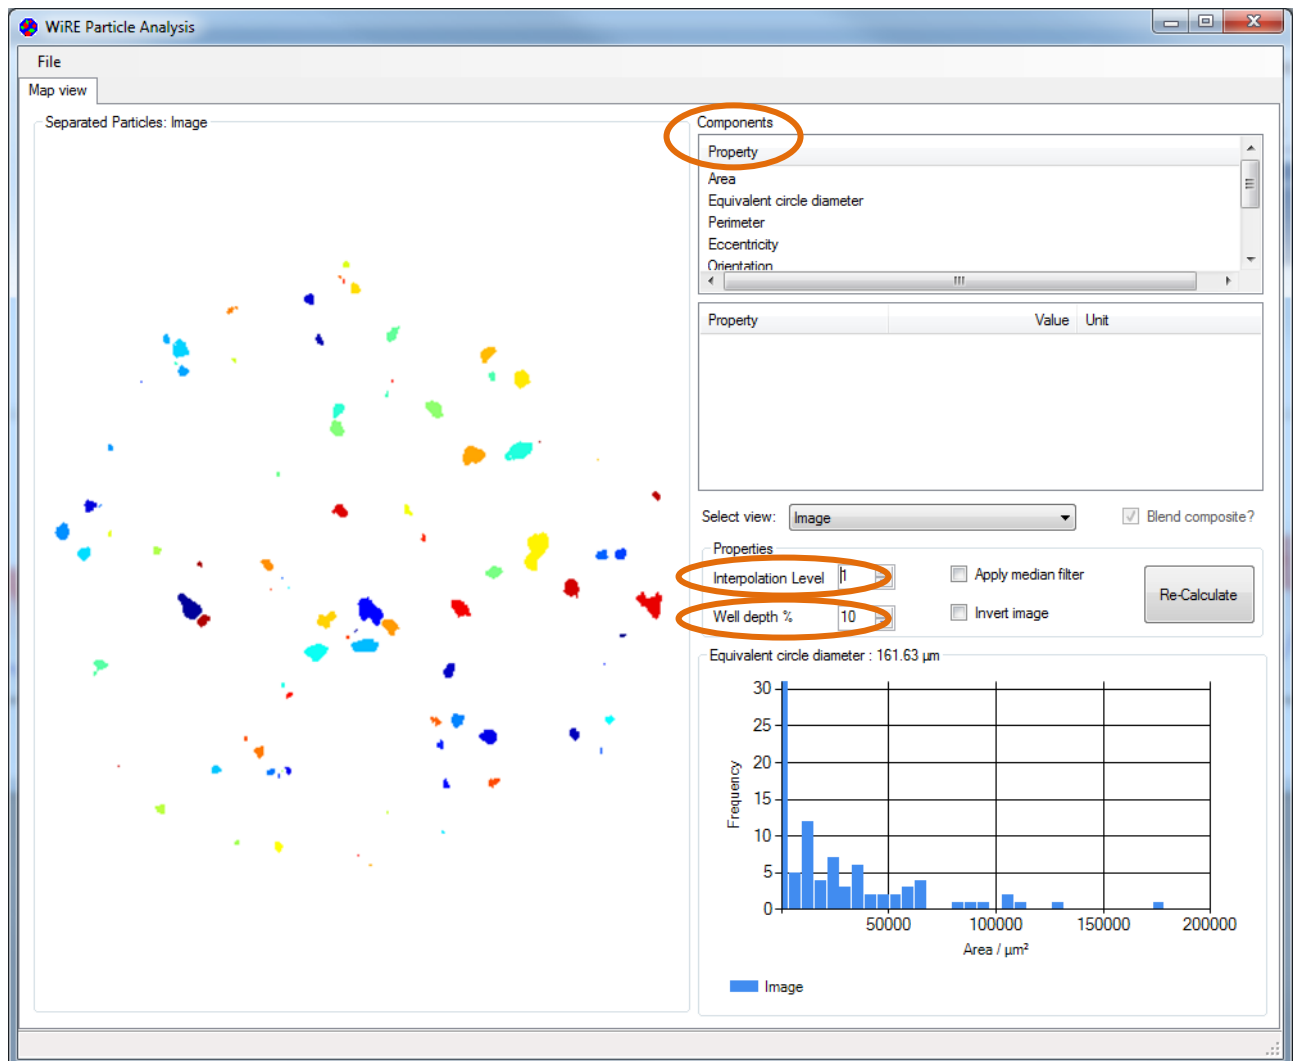 WiRE Particle Analysis
File
Map view
Separated Particles: Image
Components
Property
Area
Equivalent circle diameter
Perimeter
Eccentricity
Orientation
Property Value Unit
Select view: Image Blend composite?
Properties
Interpolation Level 1 Apply median filter
Well depth % 10 Invert image
Re-Calculate
Equivalent circle diameter : 161.63 µm
30
25
20
15
10
5
0
Frequency
50000 100000 150000 200000
Area / µm²
Image